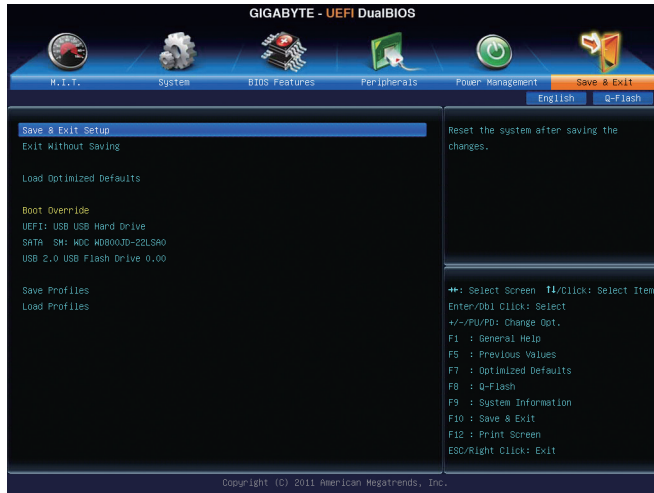 GIGABYTE - UEFI DualBIOS
M.I.T. System BIOS Features Peripherals Power Management Save & Exit
English Q-Flash
Save & Exit Setup
Exit Without Saving
Load Optimized Defaults
Boot Override
UEFI: USB USB Hard Drive
SATA SM: WDC WD800JD-22LSA0
USB 2.0 USB Flash Drive 0.00
Save Profiles
Load Profiles
Reset the system after saving the
changes.
→←: Select Screen ↑↓/Click: Select Item
Enter/Dbl Click: Select
+/-/PU/PD: Change Opt.
F1 : General Help
F5 : Previous Values
F7 : Optimized Defaults
F8 : Q-Flash
F9 : System Information
F10 : Save & Exit
F12 : Print Screen
ESC/Right Click: Exit
Copyright (C) 2011 American Megatrends, Inc.